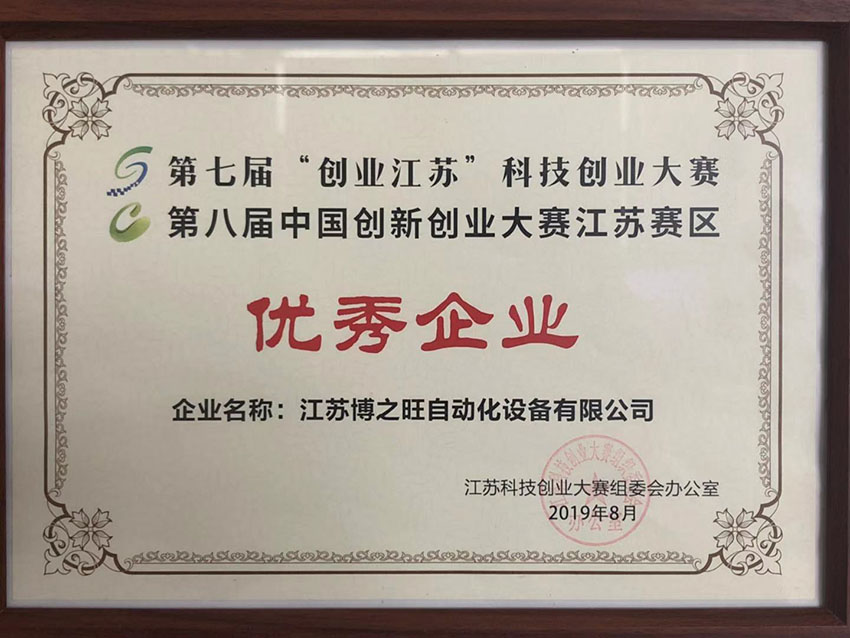 第七届“创业江苏”科技创业大赛
第八届中国创新创业大赛江苏赛区
优秀企业
企业名称：江苏博之旺自动化设备有限公司
江苏科技创业大赛组委会办公室
2019年8月
办公室